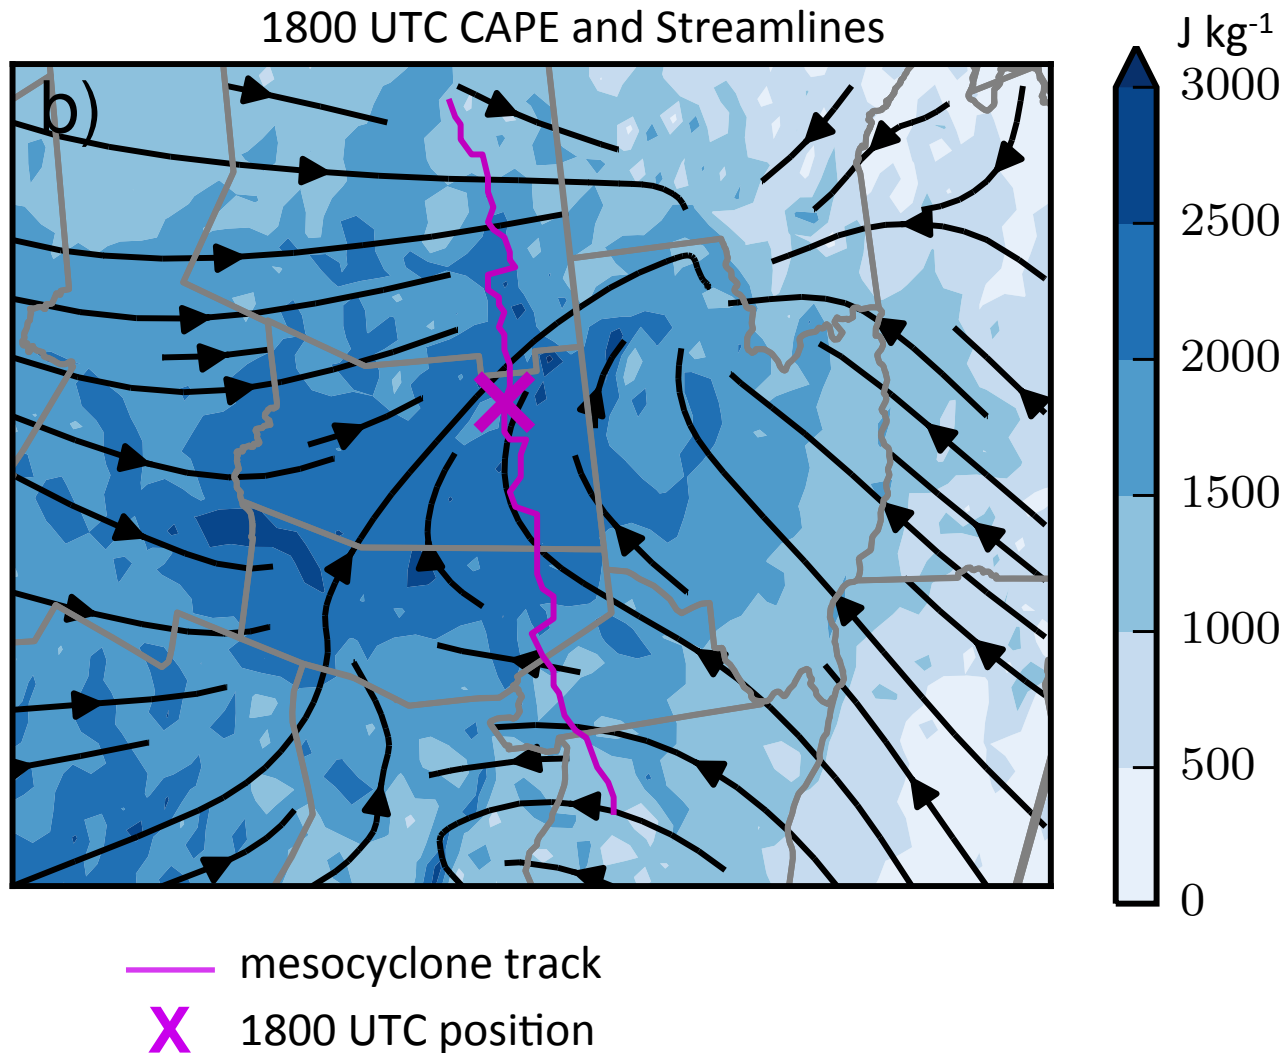 1800 UTC CAPE and Streamlines
J kg-1
b)
3000
2500
2000
1500
1000
500
0
mesocyclone track
X 1800 UTC position